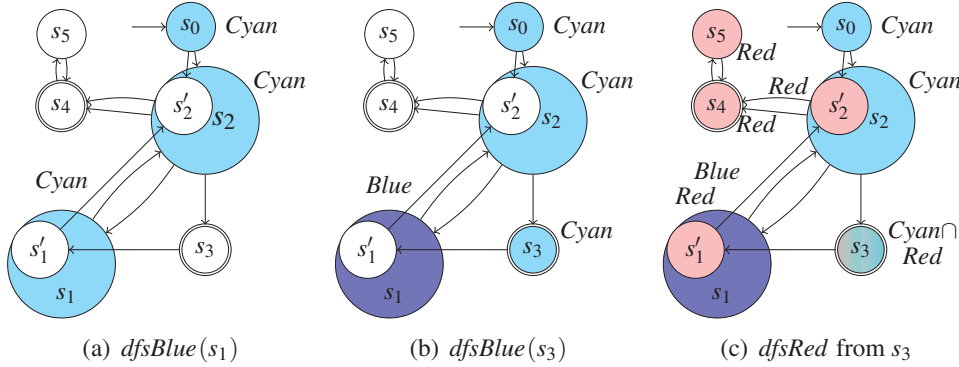 s₅
s₀ Cyan
Cyan
s₄
s′₂
s₂
Cyan
s′₁
s₃
s₁
(a) dfsBlue(s₁)
s₅
s₀ Cyan
Cyan
s₄
s′₂
s₂
Blue
s′₁
s₃
Cyan
s₁
(b) dfsBlue(s₃)
s₅
Red
s₀ Cyan
Cyan
Red
s₄
s′₂
Red
s₂
Blue
Red
s′₁
s₃
Cyan∩
Red
s₁
(c) dfsRed from s₃